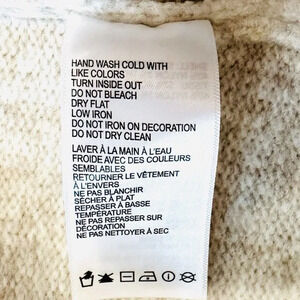 HAND WASH COLD WITH
LIKE COLORS
TURN INSIDE OUT
DO NOT BLEACH
DRY FLAT
LOW IRON
DO NOT IRON ON DECORATION
DO NOT DRY CLEAN
LAVER À LA MAIN À L'EAU
FROIDE AVEC DES COULEURS
SEMBLABLES
RETOURNER LE VÊTEMENT
À L'ENVERS
NE PAS BLANCHIR
SÉCHER À PLAT
REPASSER À BASSE
TEMPÉRATURE
NE PAS REPASSER SUR
DÉCORATION
NE PAS NETTOYER À SEC